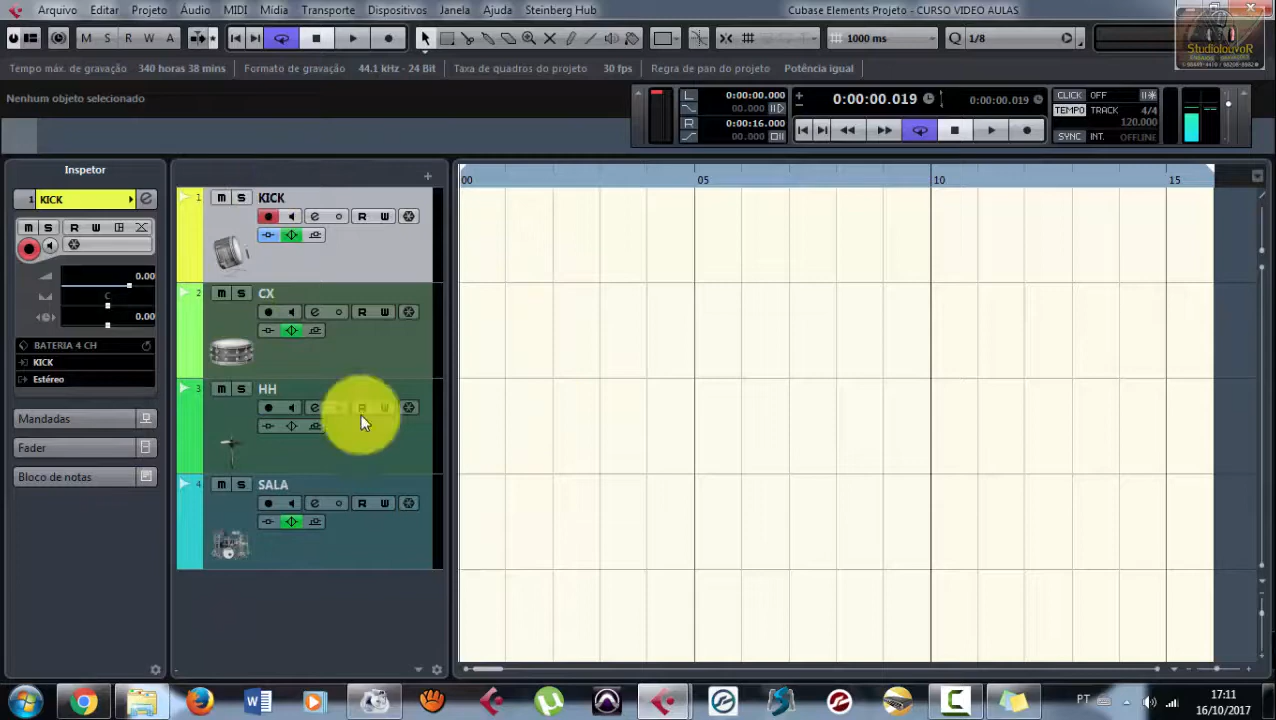 Arquivo Editar Projeto Áudio MIDI Mídia Transporte Dispositivos Janela Ajuda Steinberg Hub Cubase Elements Projeto - CURSO VIDEO AULAS
M S R W A 1000 ms Q 1/8
StudiolouvoR
Tempo máx. de gravação 340 horas 38 mins Formato de gravação 44.1 kHz - 24 Bit Taxa de quadros do projeto 30 fps Regra de pan do projeto Potência igual
Nenhum objeto selecionado
L 0:00:00.000 0:00:00.019 0:00:00.019 CLICK OFF
00.000 TEMPO TRACK 4/4
R 0:00:16.000 120.000
00.000 SYNC INT. OFFLINE
Inspetor
1 KICK
M S R W
0.00
C
0.00
BATERIA 4 CH
KICK
Estéreo
Mandadas
Fader
Bloco de notas
1 m S KICK
e R W
2 m S CX
e R W
3 m S HH
e R W
4 m S SALA
e R W
00 05 10 15
PT 17:11
16/10/2017